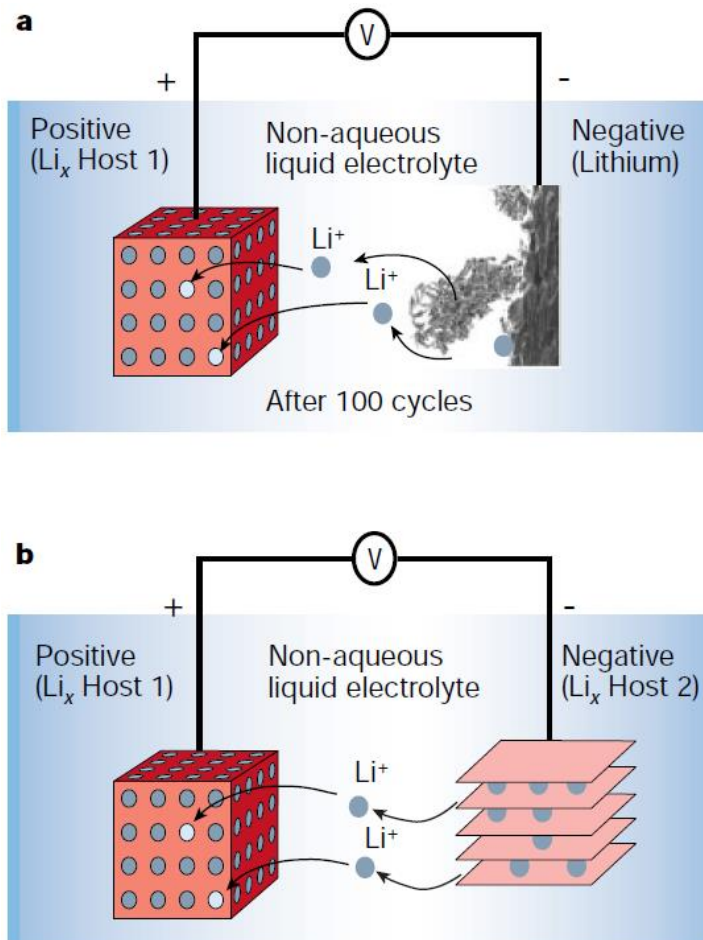 a
V
+ -
Positive Non-aqueous Negative
(Liₓ Host 1) liquid electrolyte (Lithium)
Li⁺
Li⁺
After 100 cycles
b
V
+ -
Positive Non-aqueous Negative
(Liₓ Host 1) liquid electrolyte (Liₓ Host 2)
Li⁺
Li⁺